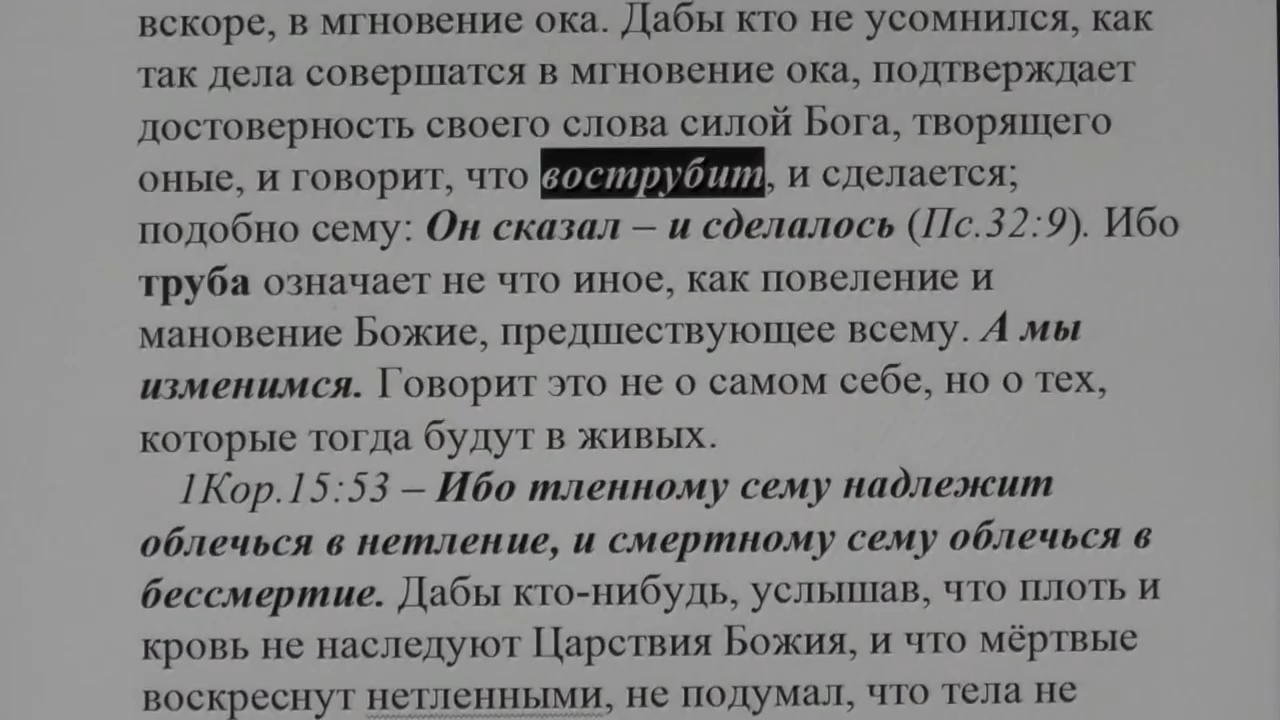 вскоре, в мгновение ока. Дабы кто не усомнился, как
так дела совершатся в мгновение ока, подтверждает
достоверность своего слова силой Бога, творящего
оные, и говорит, что вострубит, и сделается;
подобно сему: Он сказал – и сделалось (Пс.32:9). Ибо
труба означает не что иное, как повеление и
мановение Божие, предшествующее всему. А мы
изменимся. Говорит это не о самом себе, но о тех,
которые тогда будут в живых.
1Кор.15:53 – Ибо тленному сему надлежит
облечься в нетление, и смертному сему облечься в
бессмертие. Дабы кто-нибудь, услышав, что плоть и
кровь не наследуют Царствия Божия, и что мёртвые
воскреснут нетленными, не подумал, что тела не